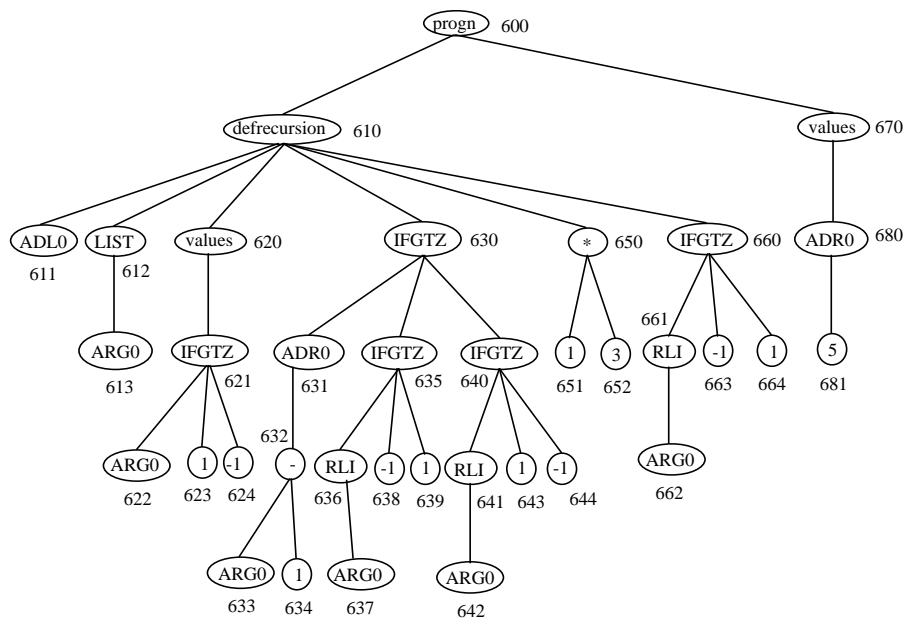 progn 600
defrecursion 610 values 670
ADL0 LIST values 620 IFGTZ 630 * 650 IFGTZ 660 ADR0 680
611 612
661
ARG0 IFGTZ ADR0 IFGTZ IFGTZ 1 3 RLI -1 1 5
613 621 631 635 640 651 652 663 664 681
632
ARG0 1 -1 - RLI -1 1 RLI 1 -1 ARG0
622 623 624 636 638 639 641 643 644 662
ARG0 1 ARG0 ARG0
633 634 637 642